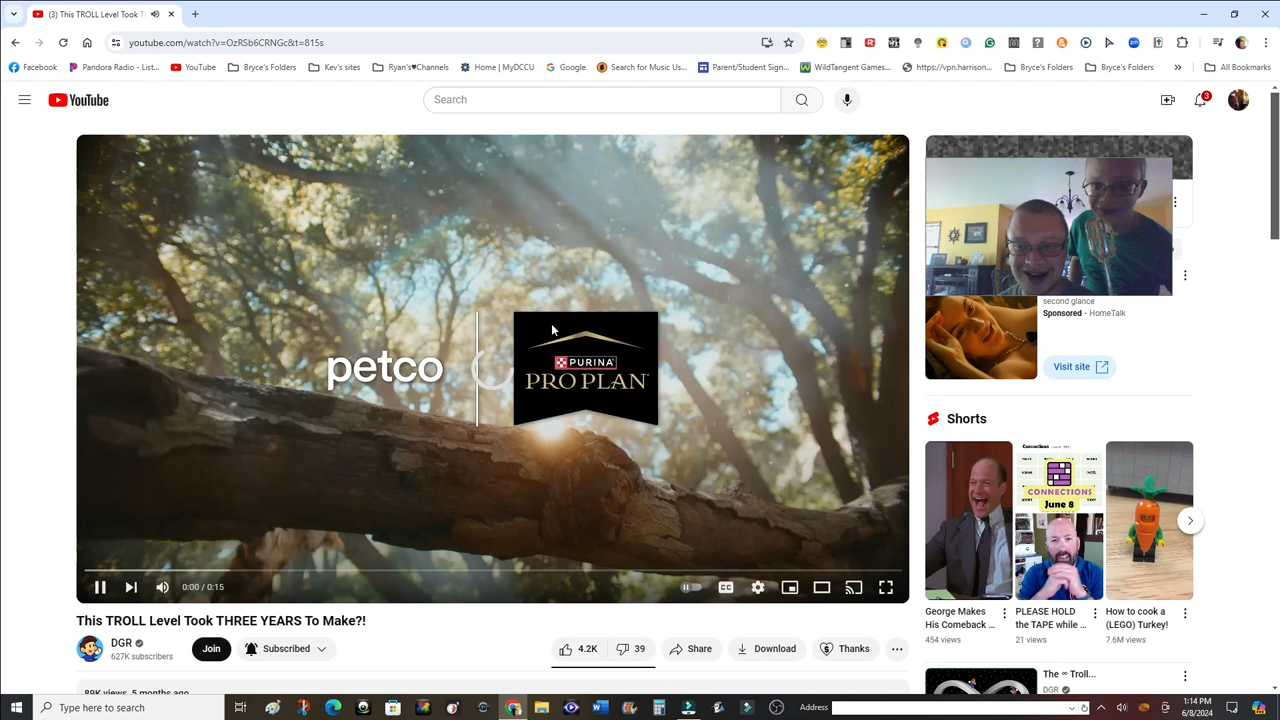 (3) This TROLL Level Took T
youtube.com/watch?v=OzRSb6CRNGc&t=815s
Facebook
Pandora Radio - List...
YouTube
Bryce's Folders
Kev's sites
Ryan's♥Channels
Home | MyDCCU
Google
Search for Music Us...
Parent/Student Sign...
WildTangent Games...
https://vpn.harrison...
Bryce's Folders
Bryce's Folders
»
All Bookmarks
YouTube
Search
3
petco
PURINA
PRO PLAN
second glance
Sponsored · HomeTalk
Visit site
Shorts
Connections
CONNECTIONS
June 8
George Makes
His Comeback ...
454 views
PLEASE HOLD
the TAPE while ...
21 views
How to cook a
(LEGO) Turkey!
7.6M views
0:00 / 0:15
This TROLL Level Took THREE YEARS To Make?!
DGR
627K subscribers
Join
Subscribed
4.2K
39
Share
Download
Thanks
The ∞ Troll...
DGR
89K views 5 months ago
Type here to search
Address
1:14 PM
6/8/2024